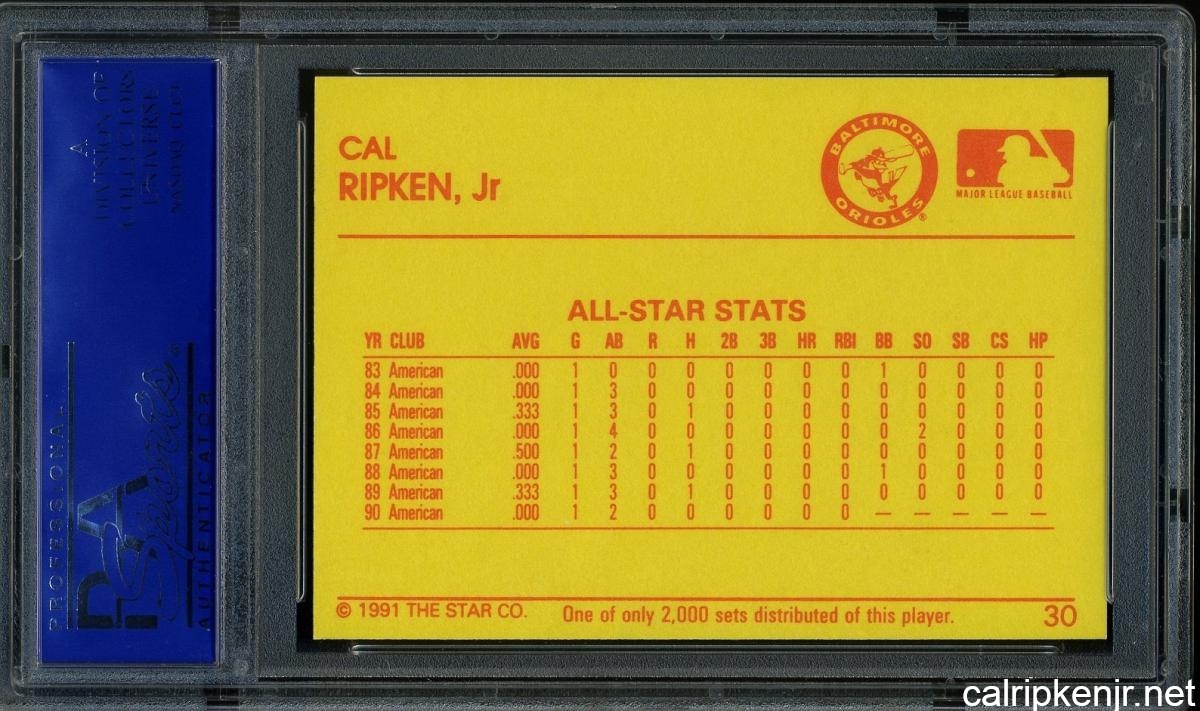 A
DIVISION OF
COLLECTORS
UNIVERSE
NASDAQ: CLCT
PROFESSIONAL
PSA
Sports
AUTHENTICATOR
CAL
RIPKEN, Jr
BALTIMORE
ORIOLES
®
MAJOR LEAGUE BASEBALL
ALL-STAR STATS
YR CLUB AVG G AB R H 2B 3B HR RBI BB SO SB CS HP
83 American .000 1 0 0 0 0 0 0 0 1 0 0 0 0
84 American .000 1 3 0 0 0 0 0 0 0 0 0 0 0
85 American .333 1 3 0 1 0 0 0 0 0 0 0 0 0
86 American .000 1 4 0 0 0 0 0 0 0 2 0 0 0
87 American .500 1 2 0 1 0 0 0 0 0 0 0 0 0
88 American .000 1 3 0 0 0 0 0 0 1 0 0 0 0
89 American .333 1 3 0 1 0 0 0 0 0 0 0 0 0
90 American .000 1 2 0 0 0 0 0 0 — — — — —
© 1991 THE STAR CO. One of only 2,000 sets distributed of this player. 30
calripkenjr.net